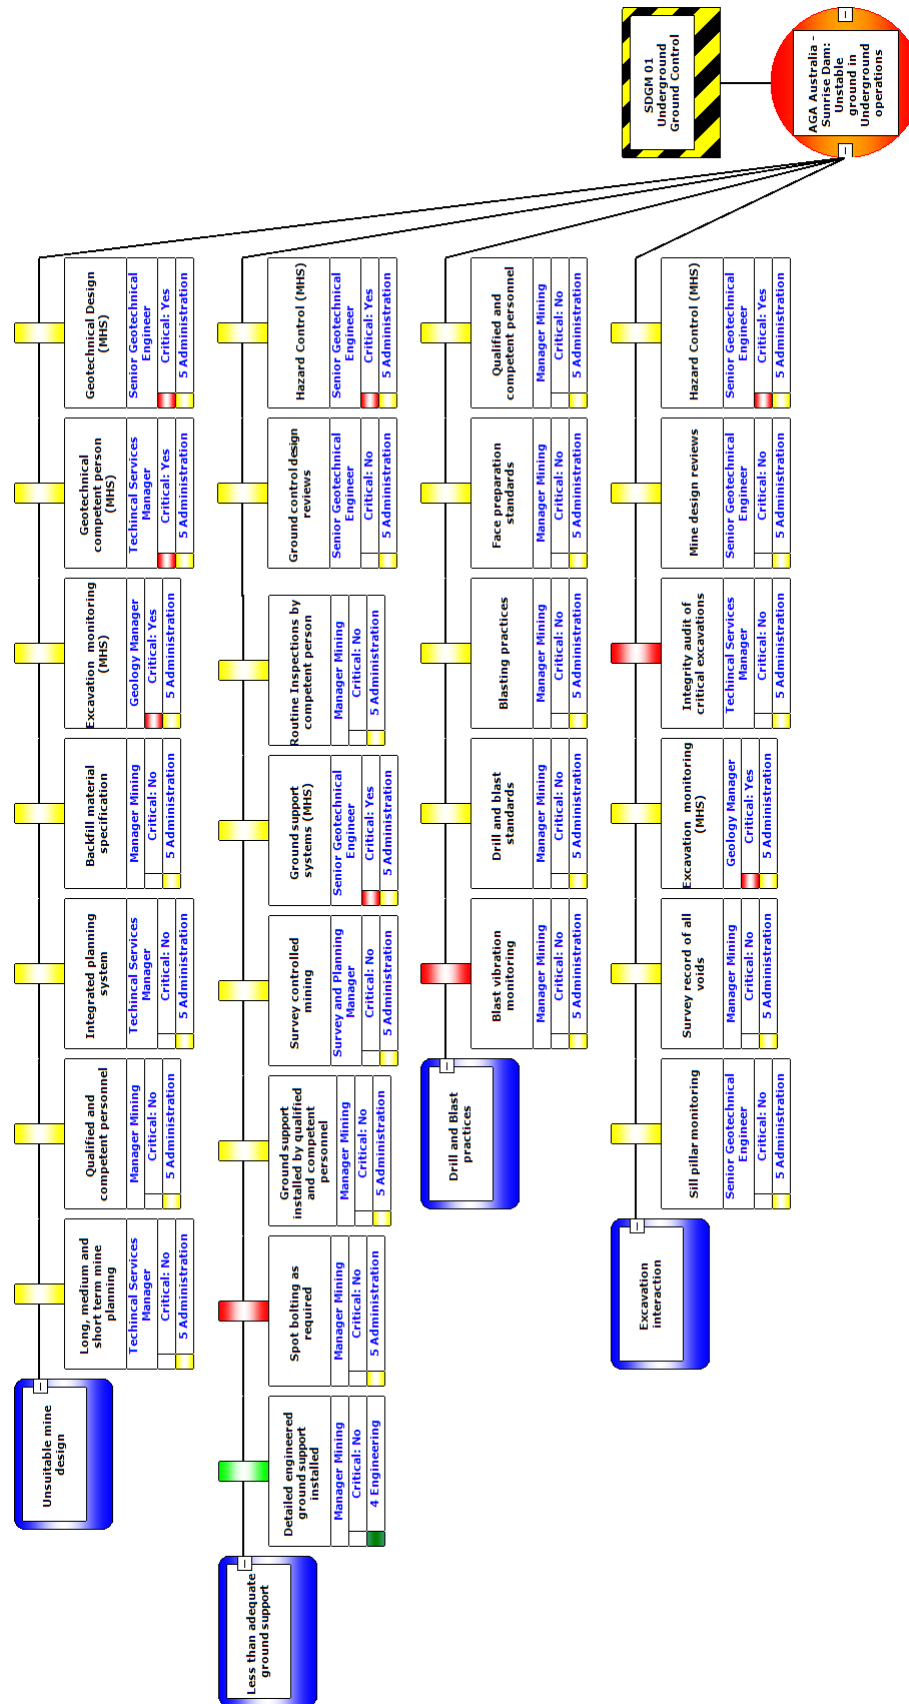 Unsuitable mine
design
Long, medium and
short term mine
planning
Techincal Services
Manager
Critical: No
5 Administration
Qualified and
competent personnel
Manager Mining
Critical: No
5 Administration
Integrated planning
system
Techincal Services
Manager
Critical: No
5 Administration
Backfill material
specification
Manager Mining
Critical: No
5 Administration
Excavation monitoring
(MHS)
Geology Manager
Critical: Yes
5 Administration
Geotechnical
competent person
(MHS)
Techincal Services
Manager
Critical: Yes
5 Administration
Geotechnical Design
(MHS)
Senior Geotechnical
Engineer
Critical: Yes
5 Administration
Less than adequate
ground support
Detailed engineered
ground support
installed
Manager Mining
Critical: No
4 Engineering
Spot bolting as
required
Manager Mining
Critical: No
5 Administration
Ground support
installed by qualified
and competent
personnel
Manager Mining
Critical: No
5 Administration
Survey controlled
mining
Survey and Planning
Manager
Critical: No
5 Administration
Ground support
systems (MHS)
Senior Geotechnical
Engineer
Critical: Yes
5 Administration
Routine Inspections by
competent person
Manager Mining
Critical: No
5 Administration
Ground control design
reviews
Senior Geotechnical
Engineer
Critical: No
5 Administration
Hazard Control (MHS)
Senior Geotechnical
Engineer
Critical: Yes
5 Administration
Drill and Blast
practices
Blast vibration
monitoring
Manager Mining
Critical: No
5 Administration
Drill and blast
standards
Manager Mining
Critical: No
5 Administration
Blasting practices
Manager Mining
Critical: No
5 Administration
Face preparation
standards
Manager Mining
Critical: No
5 Administration
Qualified and
competent personnel
Manager Mining
Critical: No
5 Administration
Excavation
interaction
Sill pillar monitoring
Senior Geotechnical
Engineer
Critical: No
5 Administration
Survey record of all
voids
Manager Mining
Critical: No
5 Administration
Excavation monitoring
(MHS)
Geology Manager
Critical: Yes
5 Administration
Integrity audit of
critical excavations
Techincal Services
Manager
Critical: No
5 Administration
Mine design reviews
Senior Geotechnical
Engineer
Critical: No
5 Administration
Hazard Control (MHS)
Senior Geotechnical
Engineer
Critical: Yes
5 Administration
SDGM 01
Underground
Ground Control
AGA Australia -
Sunrise Dam:
Unstable
ground in
Underground
operations